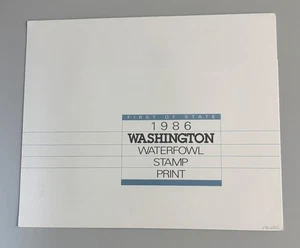 FIRST OF STATE
1986
WASHINGTON
WATERFOWL
STAMP
PRINT